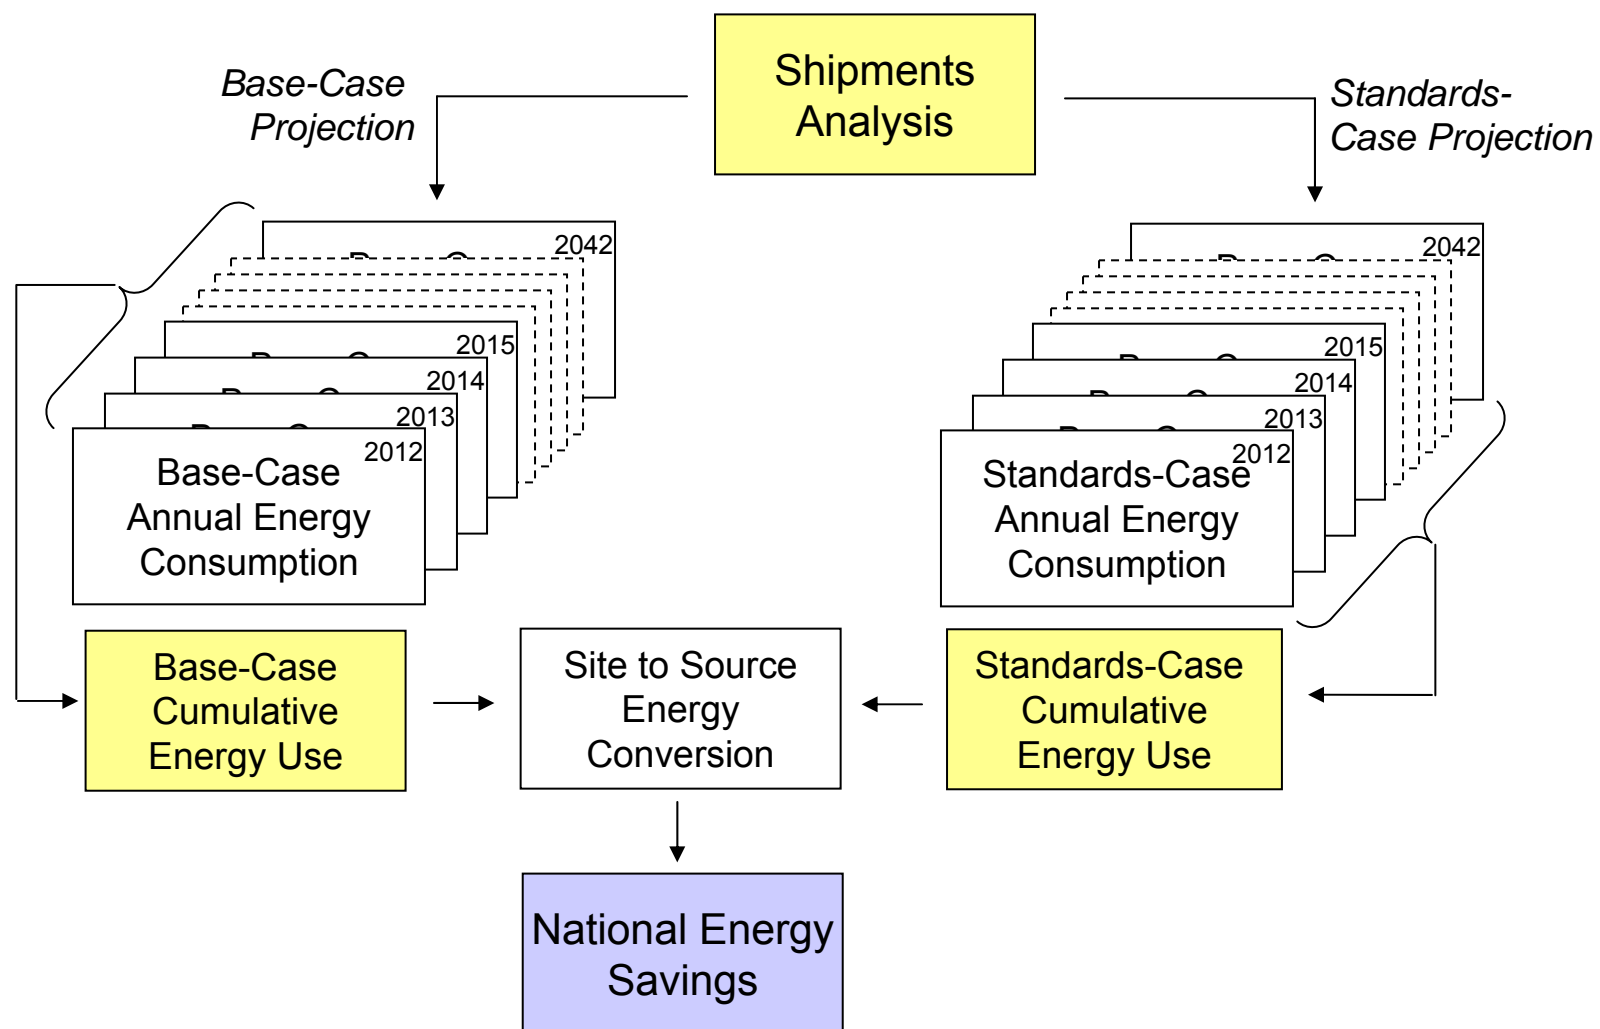 Shipments
Analysis
Base-Case
Projection
Standards-
Case Projection
2042
2015
2014
2013
2012
Base-Case
Annual Energy
Consumption
2042
2015
2014
2013
2012
Standards-Case
Annual Energy
Consumption
Base-Case
Cumulative
Energy Use
Site to Source
Energy
Conversion
Standards-Case
Cumulative
Energy Use
National Energy
Savings